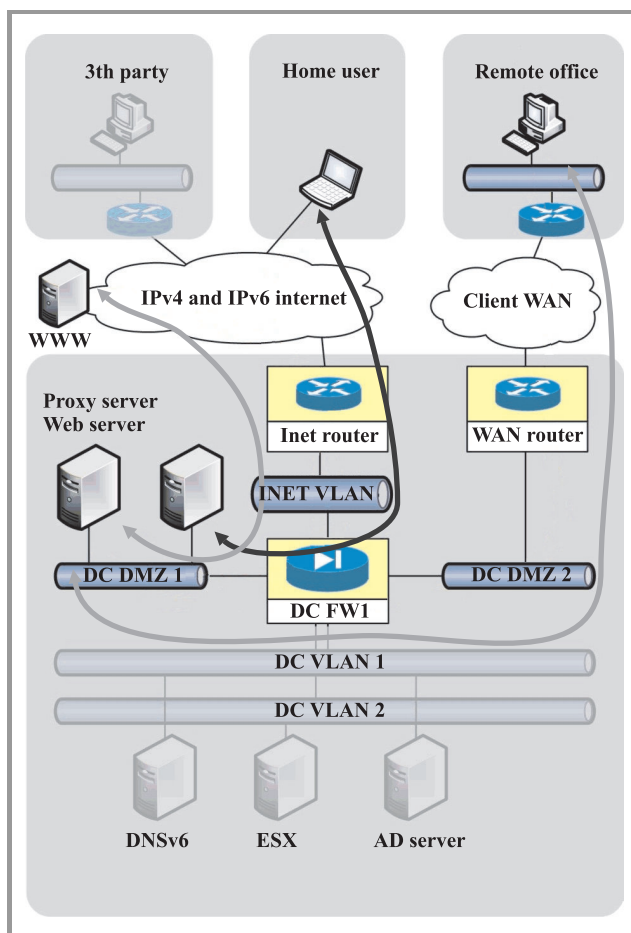 3th party
Home user
Remote office
IPv4 and IPv6 internet
Client WAN
WWW
Proxy server
Web server
Inet router
WAN router
INET VLAN
DC DMZ 1
DC DMZ 2
DC FW1
DC VLAN 1
DC VLAN 2
DNSv6
ESX
AD server